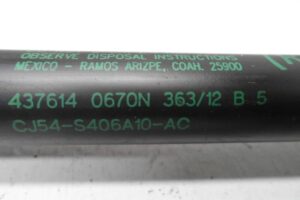 OBSERVE DISPOSAL INSTRUCTIONS
MEXICO - RAMOS ARIZPE, COAH. 25900
437614 0670N 363/12 B 5
CJ54-S406A10-AC